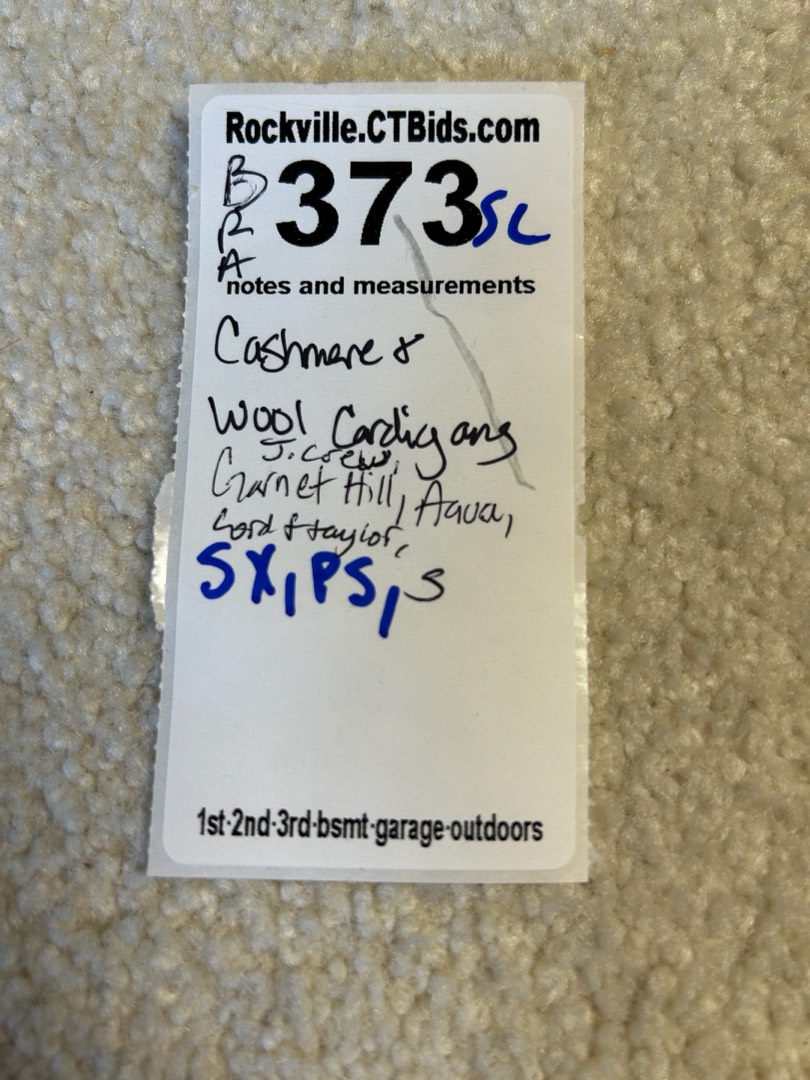 Rockville.CTBids.com
BRA
373 SL
notes and measurements
Cashmere &
Wool Cardigans
J.Crew,
Garnet Hill, Aqua,
Lord & taylor,
SX, PS, S
1st-2nd-3rd-bsmt-garage-outdoors